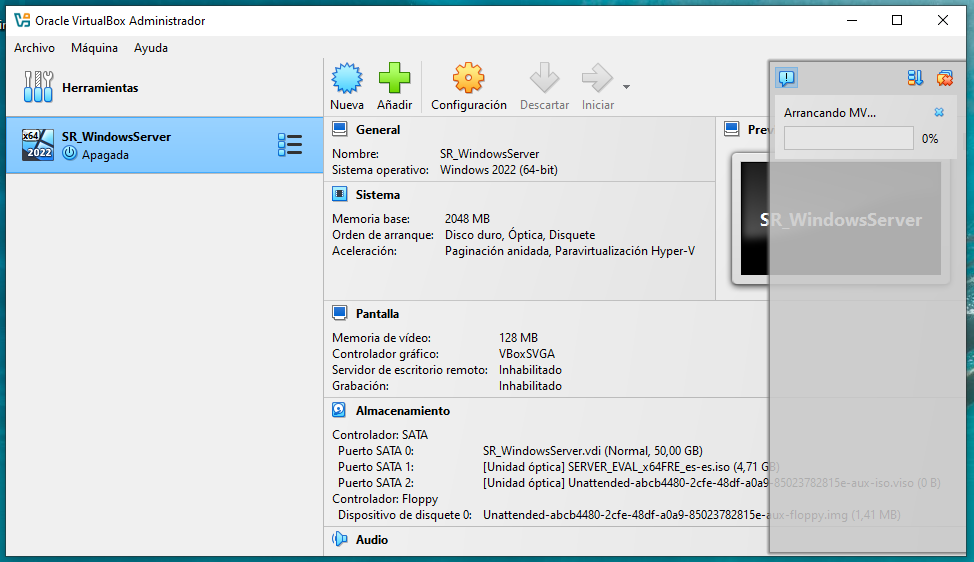 Oracle VirtualBox Administrador
Archivo Máquina Ayuda
Herramientas
Nueva Añadir Configuración Descartar Iniciar
x64
2022
SR_WindowsServer
Apagada
General
Nombre: SR_WindowsServer
Sistema operativo: Windows 2022 (64-bit)
Sistema
Memoria base: 2048 MB
Orden de arranque: Disco duro, Óptica, Disquete
Aceleración: Paginación anidada, Paravirtualización Hyper-V
Prev
SR_WindowsServer
Arrancando MV...
0%
Pantalla
Memoria de vídeo: 128 MB
Controlador gráfico: VBoxSVGA
Servidor de escritorio remoto: Inhabilitado
Grabación: Inhabilitado
Almacenamiento
Controlador: SATA
Puerto SATA 0: SR_WindowsServer.vdi (Normal, 50,00 GB)
Puerto SATA 1: [Unidad óptica] SERVER_EVAL_x64FRE_es-es.iso (4,71 GB)
Puerto SATA 2: [Unidad óptica] Unattended-abcb4480-2cfe-48df-a0a9-85023782815e-aux-iso.viso (0 B)
Controlador: Floppy
Dispositivo de disquete 0: Unattended-abcb4480-2cfe-48df-a0a9-85023782815e-aux-floppy.img (1,41 MB)
Audio